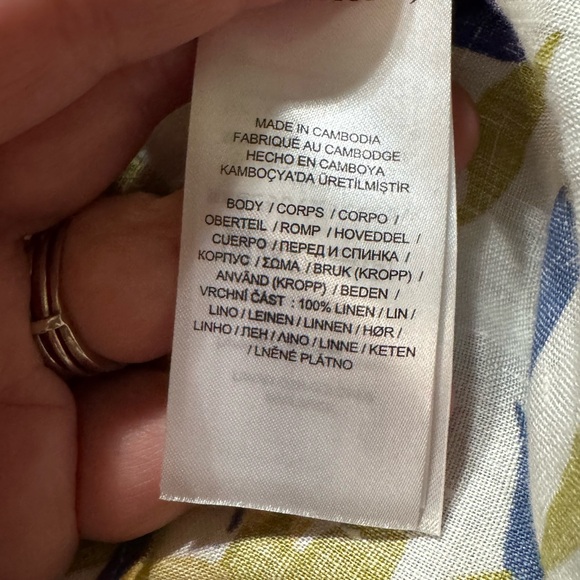 MADE IN CAMBODIA
FABRIQUÉ AU CAMBODGE
HECHO EN CAMBOYA
KAMBOÇYA'DA ÜRETİLMİŞTİR
BODY / CORPS / CORPO /
OBERTEIL / ROMP / HOVEDDEL /
CUERPO / ПЕРЕД И СПИНКА /
КОРПУС / ΣΩΜΑ / BRUK (KROPP) /
ANVÄND (KROPP) / BEDEN /
VRCHNÍ ČÁST : 100% LINEN / LIN /
LINO / LEINEN / LINNEN / HØR /
LINHO / ЛЕН / ΛΙΝΟ / LINNE / KETEN
/ LNĚNÉ PLÁTNO